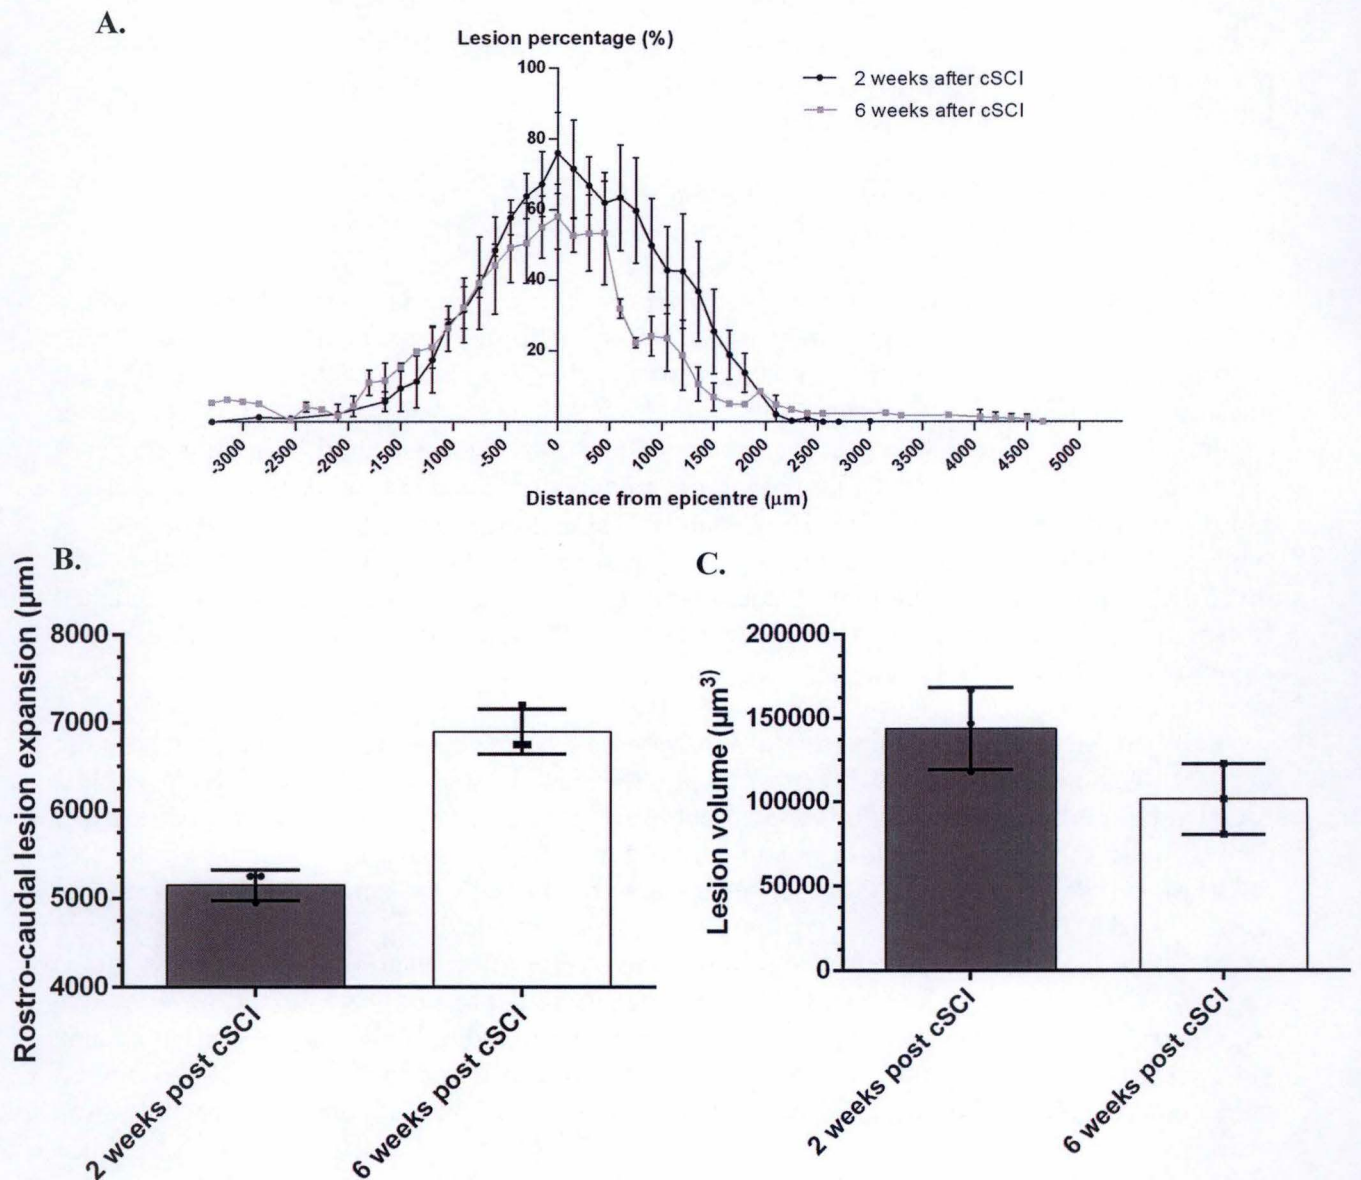 A.
Lesion percentage (%)
100
80
60
40
20
2 weeks after cSCI
6 weeks after cSCI
-3000 -2500 -2000 -1500 -1000 -500 0 500 1000 1500 2000 2500 3000 3500 4000 4500 5000
Distance from epicentre (μm)
B.
Rostro-caudal lesion expansion (μm)
8000
7000
6000
5000
4000
2 weeks post cSCI
6 weeks post cSCI
C.
Lesion volume (μm³)
200000
150000
100000
50000
0
2 weeks post cSCI
6 weeks post cSCI